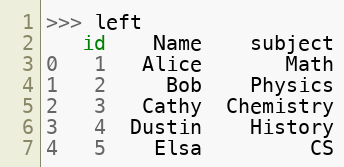 1 >>> left
2    id    Name    subject
3 0   1   Alice       Math
4 1   2     Bob    Physics
5 2   3   Cathy  Chemistry
6 3   4  Dustin    History
7 4   5    Elsa         CS